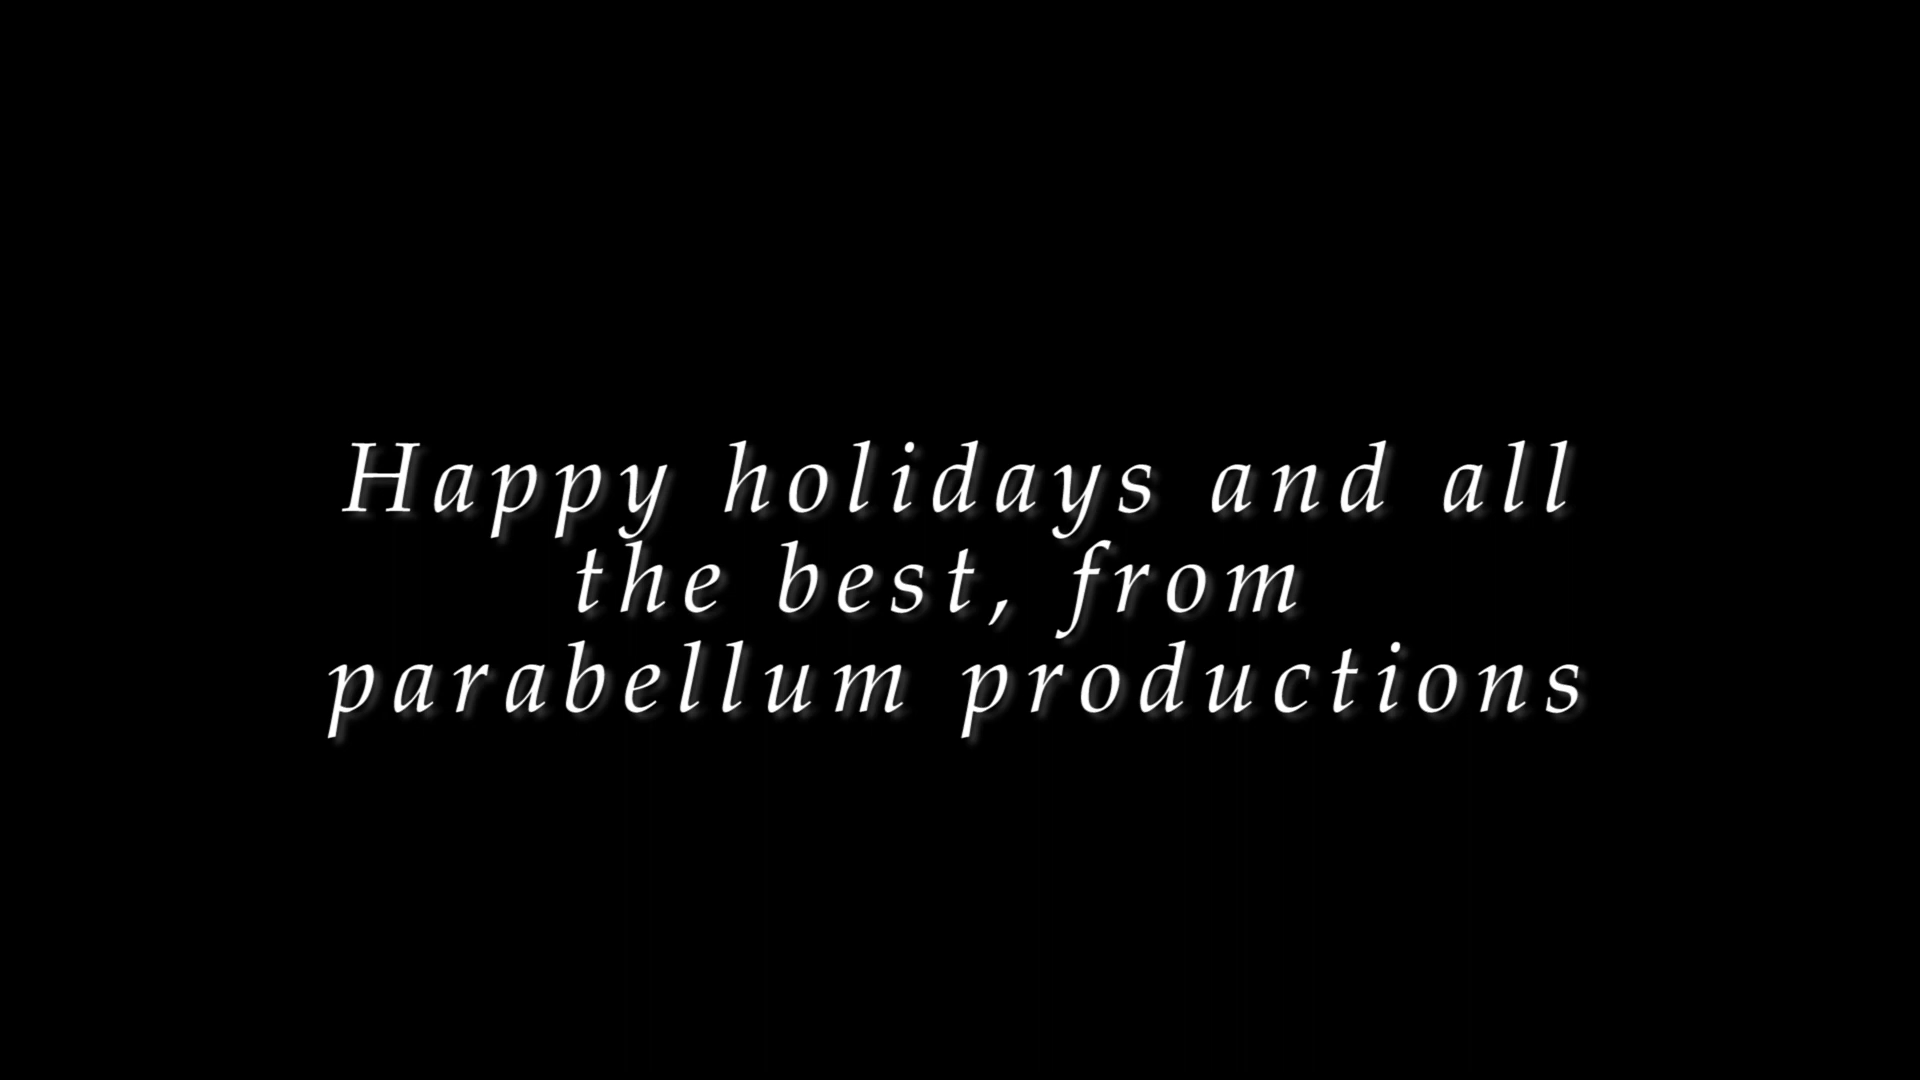 Happy holidays and all
the best, from
parabellum productions